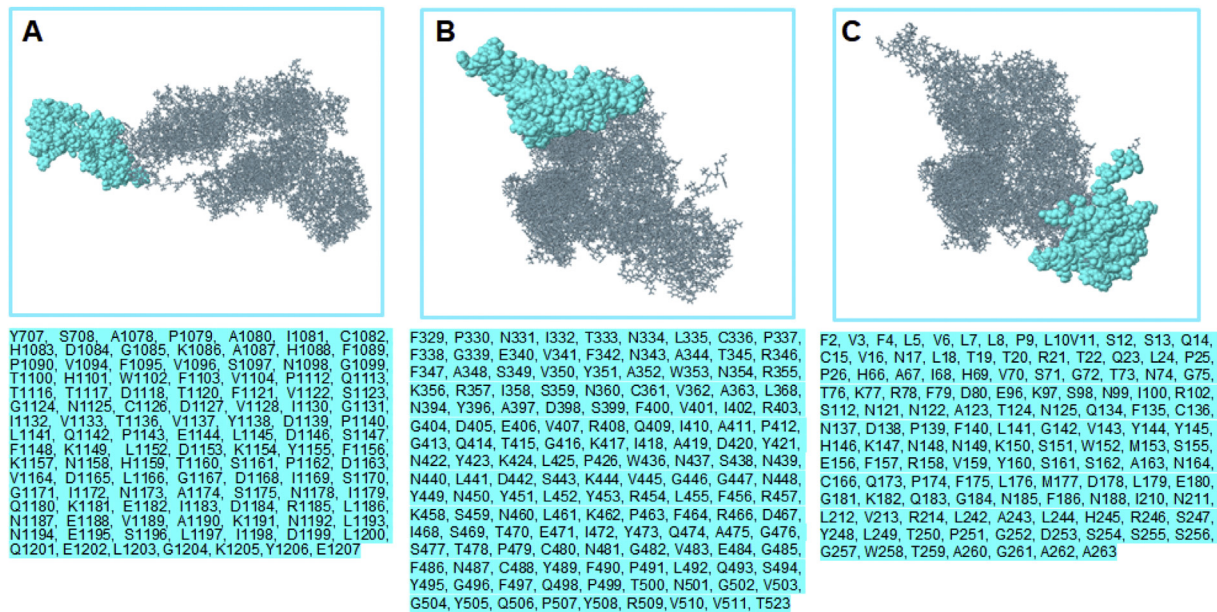 A
B
C
Y707, S708, A1078, P1079, A1080, I1081, C1082,
H1083, D1084, G1085, K1086, A1087, H1088, F1089,
P1090, V1094, F1095, V1096, S1097, N1098, G1099,
T1100, H1101, W1102, F1103, V1104, P1112, Q1113,
T1116, T1117, D1118, T1120, F1121, V1122, S1123,
G1124, N1125, C1126, D1127, V1128, I1130, G1131,
I1132, V1133, T1136, V1137, Y1138, D1139, P1140,
L1141, Q1142, P1143, E1144, L1145, D1146, S1147,
F1148, K1149, L1152, D1153, K1154, Y1155, F1156,
K1157, N1158, H1159, T1160, S1161, P1162, D1163,
V1164, D1165, L1166, G1167, D1168, I1169, S1170,
G1171, I1172, N1173, A1174, S1175, N1178, I1179,
Q1180, K1181, E1182, I1183, D1184, R1185, L1186,
N1187, E1188, V1189, A1190, K1191, N1192, L1193,
N1194, E1195, S1196, L1197, I1198, D1199, L1200,
Q1201, E1202, L1203, G1204, K1205, Y1206, E1207
F329, P330, N331, I332, T333, N334, L335, C336, P337,
F338, G339, E340, V341, F342, N343, A344, T345, R346,
F347, A348, S349, V350, Y351, A352, W353, N354, R355,
K356, R357, I358, S359, N360, C361, V362, A363, L368,
N394, Y396, A397, D398, S399, F400, V401, I402, R403,
G404, D405, E406, V407, R408, Q409, I410, A411, P412,
G413, Q414, T415, G416, K417, I418, A419, D420, Y421,
N422, Y423, K424, L425, P426, W436, N437, S438, N439,
N440, L441, D442, S443, K444, V445, G446, G447, N448,
Y449, N450, Y451, L452, Y453, R454, L455, F456, R457,
K458, S459, N460, L461, K462, P463, F464, R466, D467,
I468, S469, T470, E471, I472, Y473, Q474, A475, G476,
S477, T478, P479, C480, N481, G482, V483, E484, G485,
F486, N487, C488, Y489, F490, P491, L492, Q493, S494,
Y495, G496, F497, Q498, P499, T500, N501, G502, V503,
G504, Y505, Q506, P507, Y508, R509, V510, V511, T523
F2, V3, F4, L5, V6, L7, L8, P9, L10V11, S12, S13, Q14,
C15, V16, N17, L18, T19, T20, R21, T22, Q23, L24, P25,
P26, H66, A67, I68, H69, V70, S71, G72, T73, N74, G75,
T76, K77, R78, F79, D80, E96, K97, S98, N99, I100, R102,
S112, N121, N122, A123, T124, N125, Q134, F135, C136,
N137, D138, P139, F140, L141, G142, V143, Y144, Y145,
H146, K147, N148, N149, K150, S151, W152, M153, S155,
E156, F157, R158, V159, Y160, S161, S162, A163, N164,
C166, Q173, P174, F175, L176, M177, D178, L179, E180,
G181, K182, Q183, G184, N185, F186, N188, I210, N211,
L212, V213, R214, L242, A243, L244, H245, R246, S247,
Y248, L249, T250, P251, G252, D253, S254, S255, S256,
G257, W258, T259, A260, G261, A262, A263